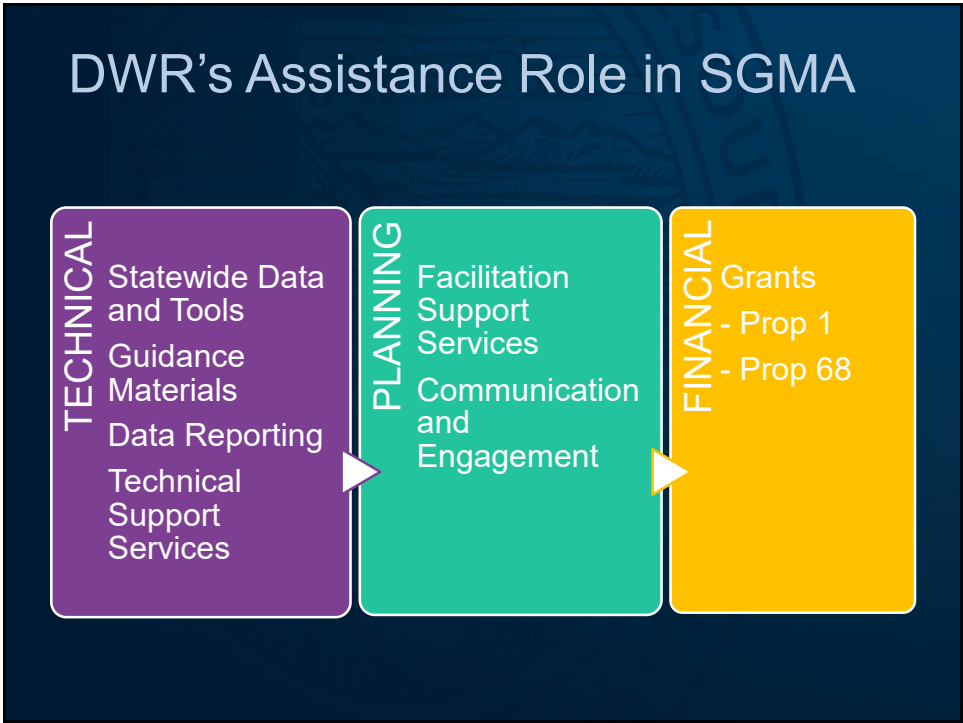 DWR’s Assistance Role in SGMA
TECHNICAL
Statewide Data
and Tools
Guidance
Materials
Data Reporting
Technical
Support
Services
PLANNING
Facilitation
Support
Services
Communication
and
Engagement
FINANCIAL
Grants
- Prop 1
- Prop 68